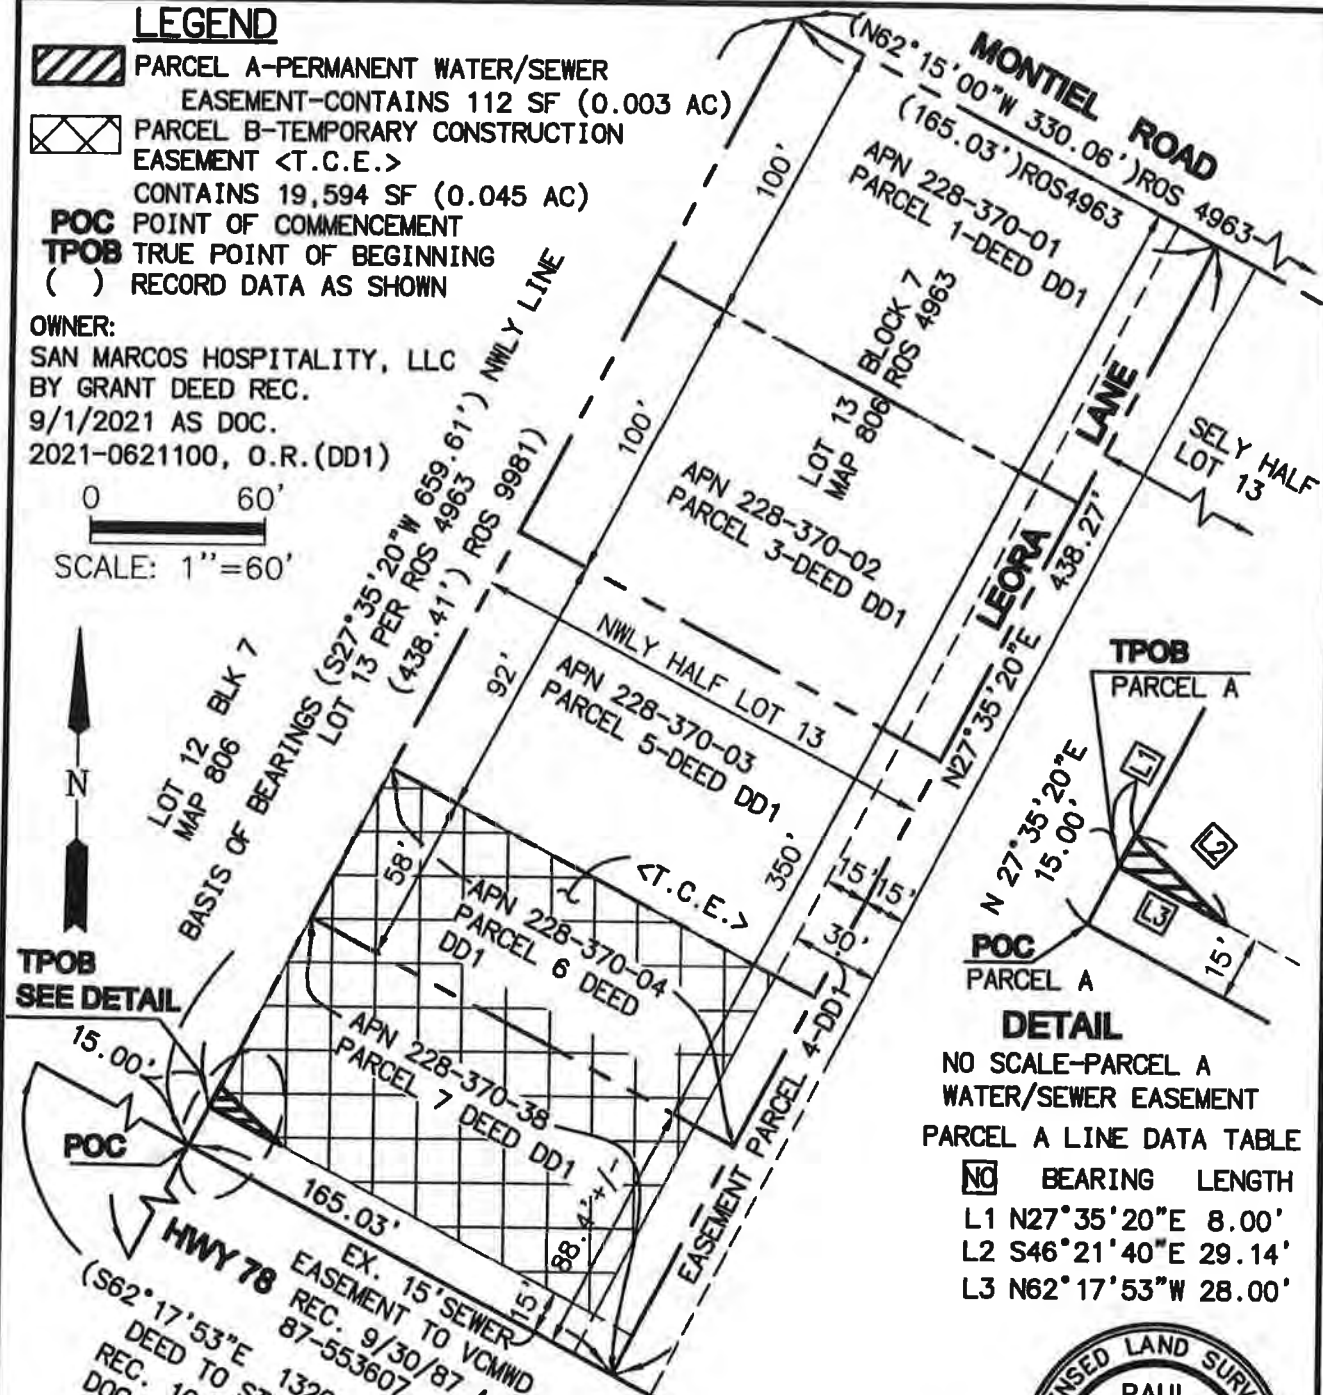 LEGEND
PARCEL A-PERMANENT WATER/SEWER
EASEMENT-CONTAINS 112 SF (0.003 AC)
PARCEL B-TEMPORARY CONSTRUCTION
EASEMENT <T.C.E.>
CONTAINS 19,594 SF (0.045 AC)
POC POINT OF COMMENCEMENT
TPOB TRUE POINT OF BEGINNING
( ) RECORD DATA AS SHOWN
OWNER:
SAN MARCOS HOSPITALITY, LLC
BY GRANT DEED REC.
9/1/2021 AS DOC.
2021-0621100, O.R.(DD1)
0 60'
SCALE: 1"=60'
N
LOT 12 BLK 7
MAP 806
BASIS OF BEARINGS (S27°35'20"W 659.61') NWLY LINE
LOT 13 PER ROS 4963
(438.41') ROS 9981)
MONTIEL ROAD
(N62°15'00"W 330.06')ROS 4963
(165.03')ROS4963
100'
APN 228-370-01
PARCEL 1-DEED DD1
LOT 13 BLOCK 7
MAP 806 ROS 4963
100'
APN 228-370-02
PARCEL 3-DEED DD1
LEORA LANE
SELY HALF
LOT 13
N27°35'20"E 438.27'
NWLY HALF LOT 13
92'
APN 228-370-03
PARCEL 5-DEED DD1
350'
15' 15'
30'
<T.C.E.>
58'
APN 228-370-04
PARCEL 6 DEED
DD1
APN 228-370-38
PARCEL 7 DEED DD1
EASEMENT PARCEL 4-DD1
88.4'+/-
15'
TPOB
SEE DETAIL
15.00'
POC
165.03'
HWY 78
EX. 15'SEWER
EASEMENT TO VCMWD
REC. 9/30/87
87-553607
(S62°17'53"E
DEED TO
REC.
TPOB
PARCEL A
L1
L2
L3
N 27°35'20"E
15.00'
15'
POC
PARCEL A
DETAIL
NO SCALE-PARCEL A
WATER/SEWER EASEMENT
PARCEL A LINE DATA TABLE
NO BEARING LENGTH
L1 N27°35'20"E 8.00'
L2 S46°21'40"E 29.14'
L3 N62°17'53"W 28.00'
LAND
PAUL